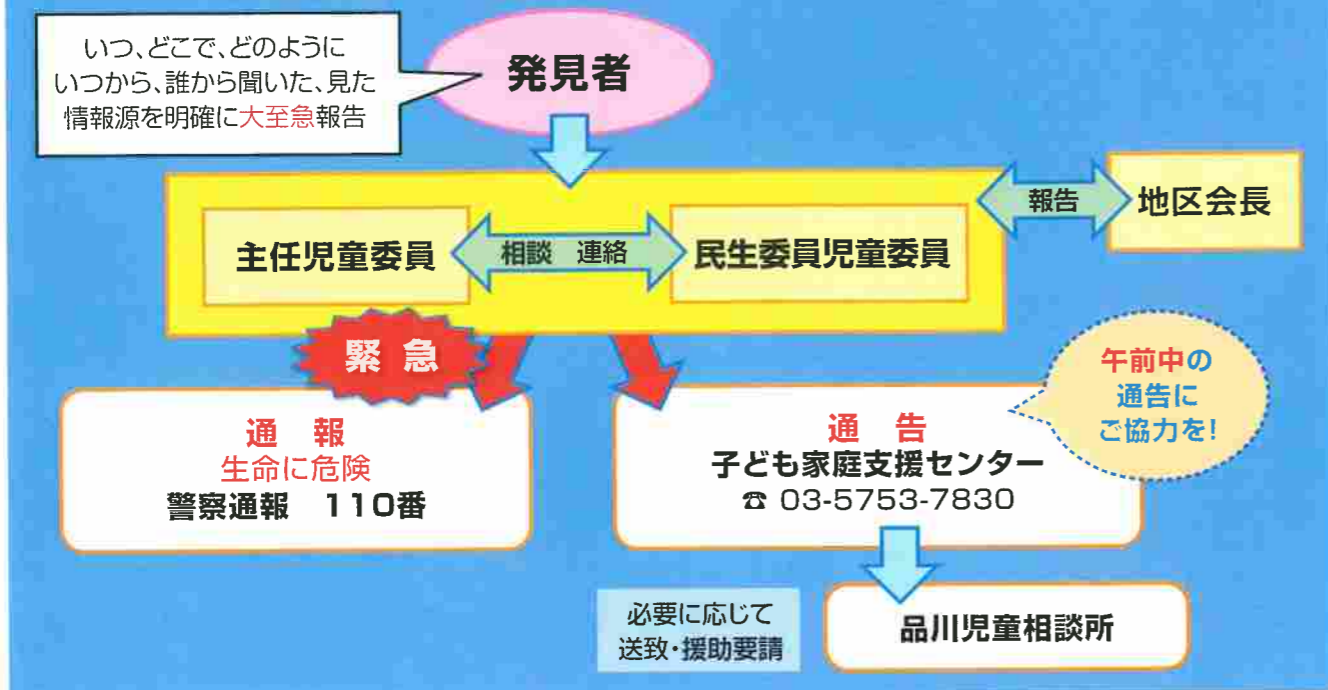 いつ、どこで、どのように
いつから、誰から聞いた、見た
情報源を明確に大至急報告
発見者
主任児童委員
相談 連絡
民生委員児童委員
報告
地区会長
緊 急
通 報
生命に危険
警察通報 110番
通 告
子ども家庭支援センター
☎ 03-5753-7830
午前中の
通告に
ご協力を!
必要に応じて
送致・援助要請
品川児童相談所